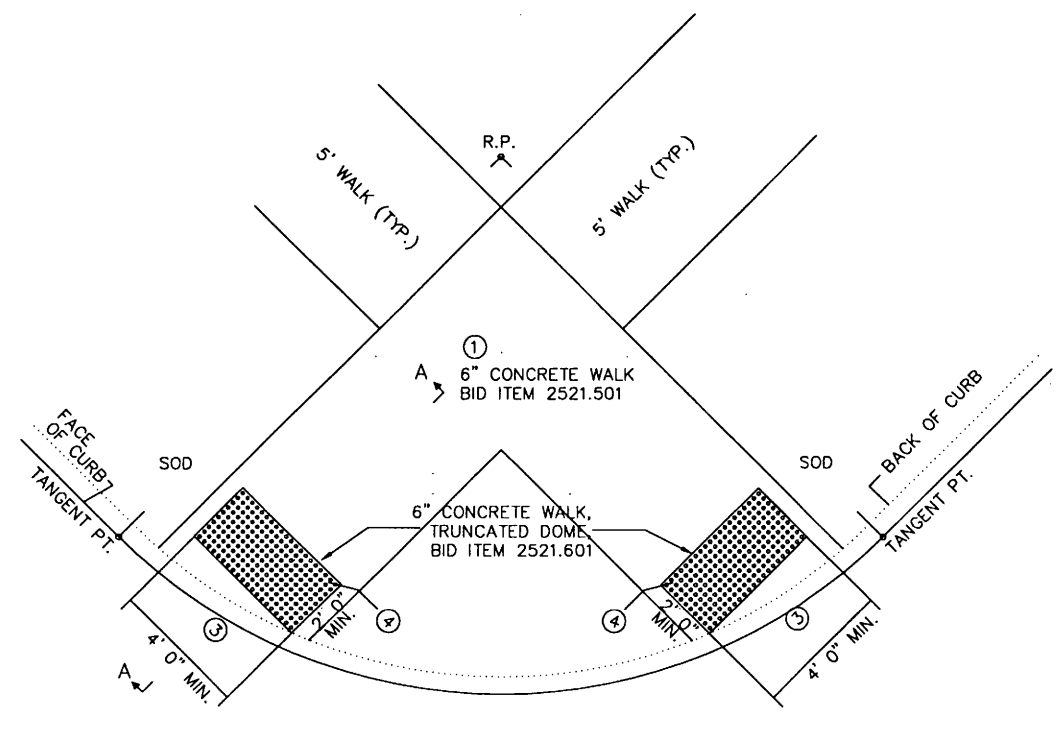 R.P.
5' WALK (TYP.)
5' WALK (TYP.)
1
A
6" CONCRETE WALK
BID ITEM 2521.501
FACE
OF CURB
SOD
SOD
BACK OF CURB
TANGENT PT.
TANGENT PT.
6" CONCRETE WALK,
TRUNCATED DOME,
BID ITEM 2521.601
2' 0"
MIN.
2' 0"
MIN.
4
4
3
3
4' 0" MIN.
4' 0" MIN.
A